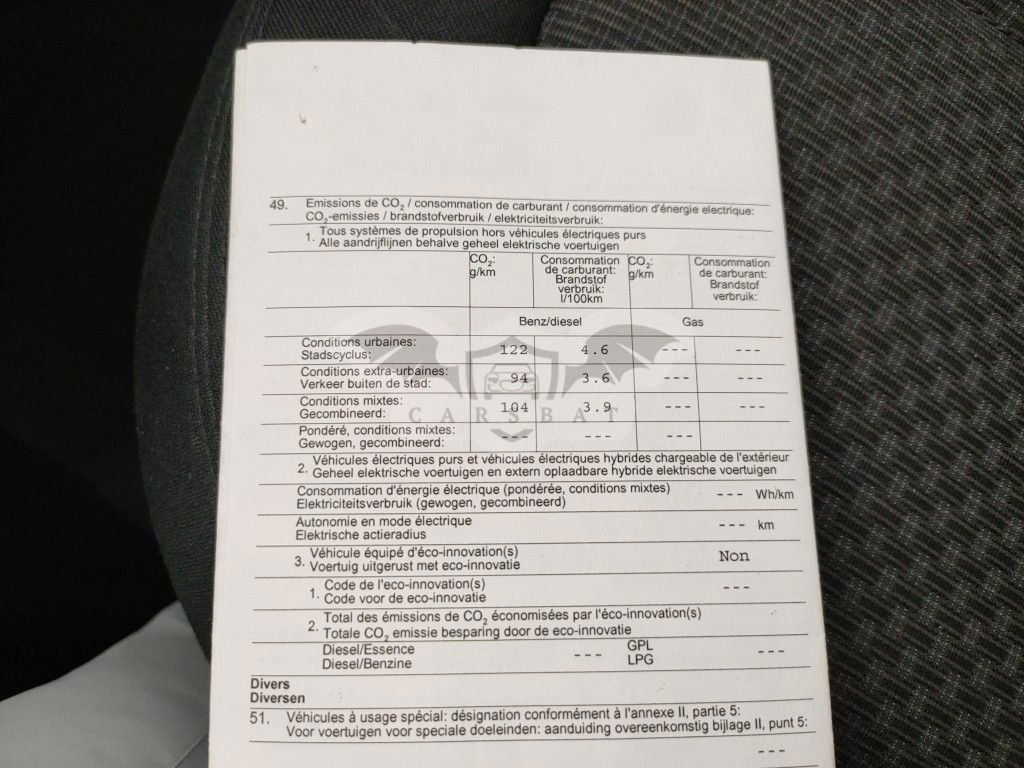 49. Emissions de CO2 / consommation de carburant / consommation d'énergie electrique:
CO2-emissies / brandstofverbruik / elektriciteitsverbruik:
1. Tous systèmes de propulsion hors véhicules électriques purs
Alle aandrijflijnen behalve geheel elektrische voertuigen
CO2: g/km
Consommation de carburant: Brandstof verbruik: l/100km
CO2: g/km
Consommation de carburant: Brandstof verbruik:
Benz/diesel Gas
Conditions urbaines:
Stadscyclus: 122 4.6 --- ---
Conditions extra-urbaines:
Verkeer buiten de stad: 94 3.6 --- ---
Conditions mixtes:
Gecombineerd: 104 3.9 --- ---
CARSBAT
Pondéré, conditions mixtes:
Gewogen, gecombineerd: --- --- ---
2. Véhicules électriques purs et véhicules électriques hybrides chargeable de l'extérieur
Geheel elektrische voertuigen en extern oplaadbare hybride elektrische voertuigen
Consommation d'énergie électrique (pondérée, conditions mixtes)
Elektriciteitsverbruik (gewogen, gecombineerd) --- Wh/km
Autonomie en mode électrique
Elektrische actieradius --- km
3. Véhicule équipé d'éco-innovation(s)
Voertuig uitgerust met eco-innovatie Non
1. Code de l'eco-innovation(s)
Code voor de eco-innovatie ---
2. Total des émissions de CO2 économisées par l'éco-innovation(s)
Totale CO2 emissie besparing door de eco-innovatie
Diesel/Essence --- GPL ---
Diesel/Benzine LPG
Divers
Diversen
51. Véhicules à usage spécial: désignation conformément à l'annexe II, partie 5:
Voor voertuigen voor speciale doeleinden: aanduiding overeenkomstig bijlage II, punt 5:
---